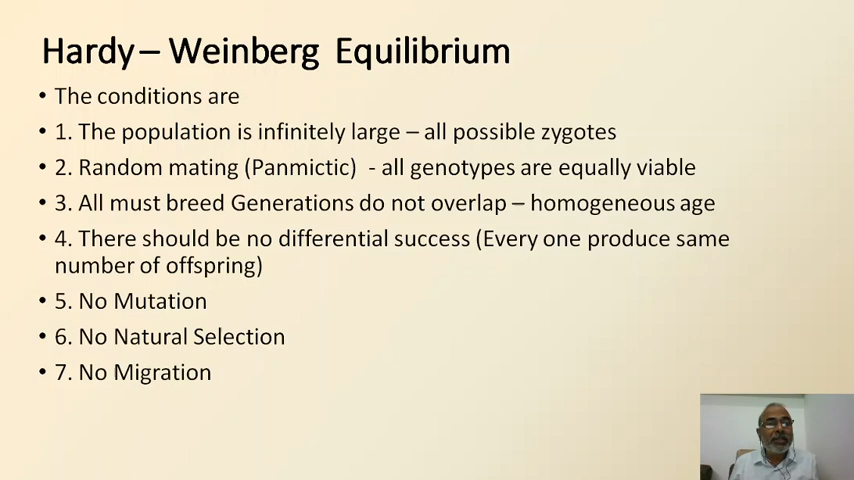 Hardy – Weinberg Equilibrium
• The conditions are
• 1. The population is infinitely large – all possible zygotes
• 2. Random mating (Panmictic) - all genotypes are equally viable
• 3. All must breed Generations do not overlap – homogeneous age
• 4. There should be no differential success (Every one produce same
number of offspring)
• 5. No Mutation
• 6. No Natural Selection
• 7. No Migration